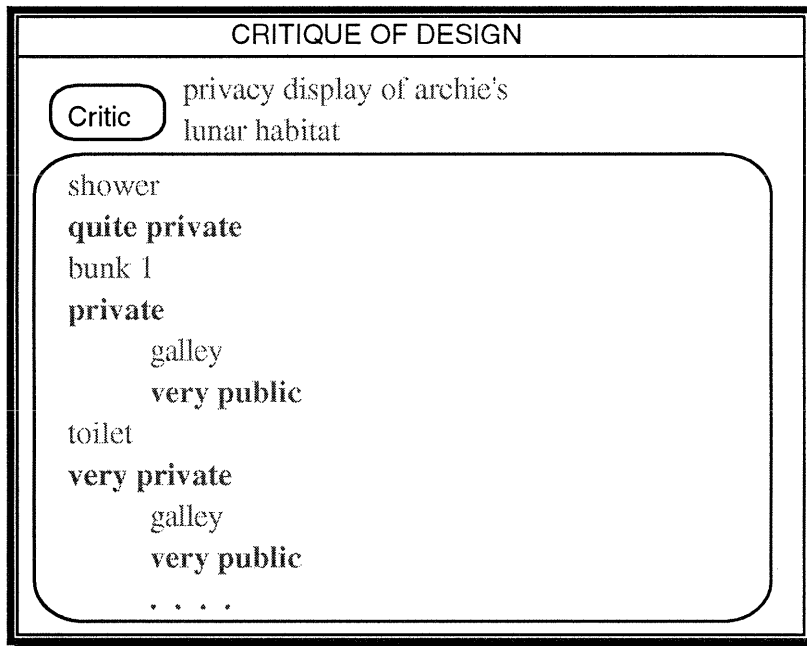 CRITIQUE OF DESIGN
Critic
privacy display of archie's
lunar habitat
shower
quite private
bunk 1
private
galley
very public
toilet
very private
galley
very public
. . . .